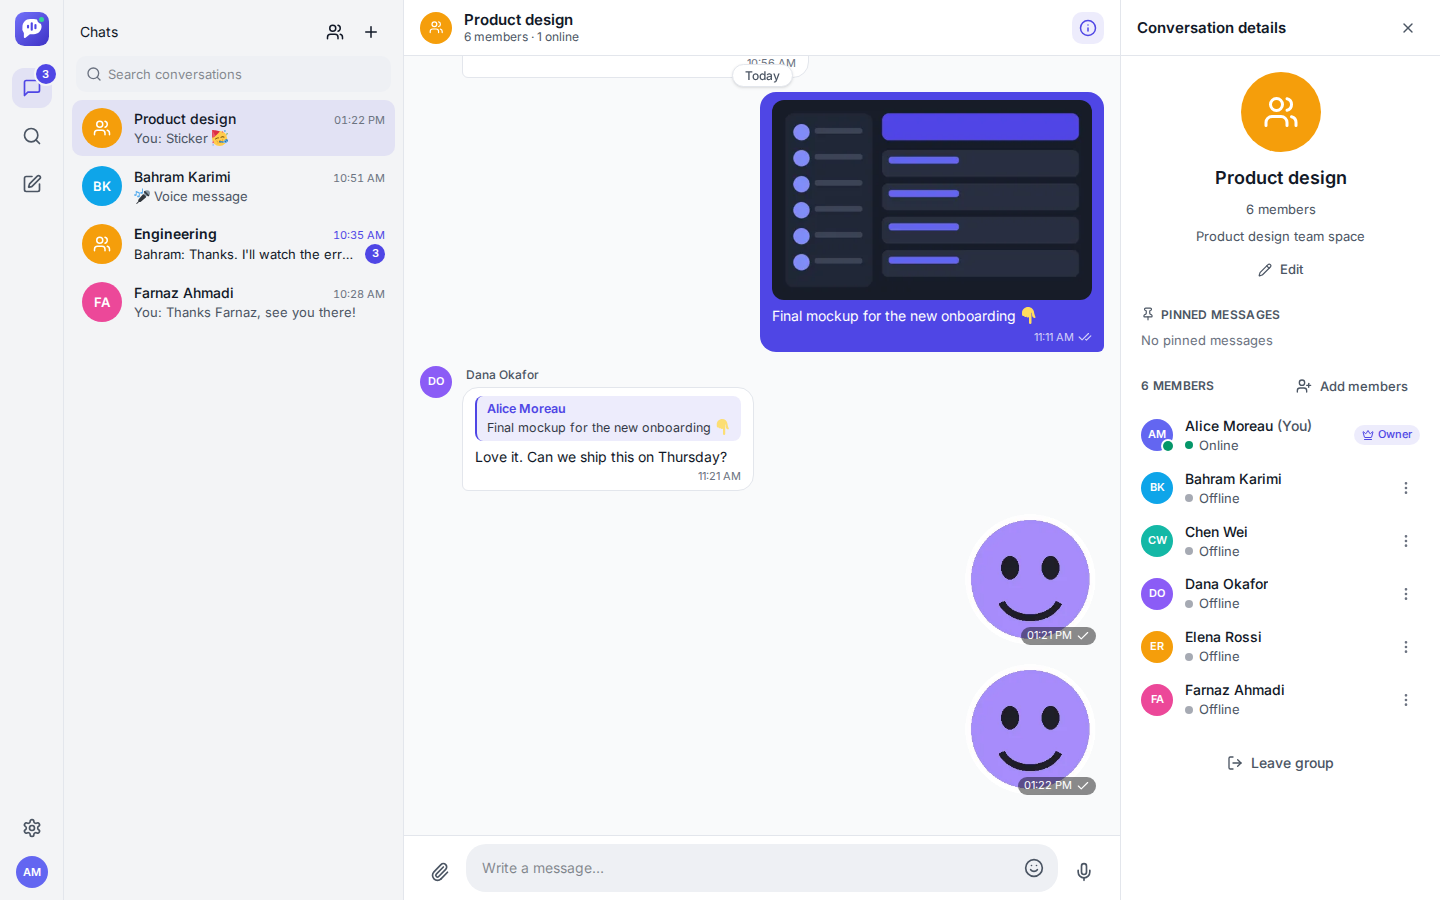 3
Chats
Search conversations
Product design
01:22 PM
You: Sticker 🥳
BK
Bahram Karimi
10:51 AM
🎤 Voice message
Engineering
10:35 AM
Bahram: Thanks. I'll watch the err...
3
FA
Farnaz Ahmadi
10:28 AM
You: Thanks Farnaz, see you there!
AM
Product design
6 members · 1 online
10:56 AM
Today
Final mockup for the new onboarding 👇
11:11 AM
DO
Dana Okafor
Alice Moreau
Final mockup for the new onboarding 👇
Love it. Can we ship this on Thursday?
11:21 AM
01:21 PM
01:22 PM
Write a message...
Conversation details
Product design
6 members
Product design team space
Edit
PINNED MESSAGES
No pinned messages
6 MEMBERS
Add members
AM
Alice Moreau (You)
Online
Owner
BK
Bahram Karimi
Offline
CW
Chen Wei
Offline
DO
Dana Okafor
Offline
ER
Elena Rossi
Offline
FA
Farnaz Ahmadi
Offline
Leave group